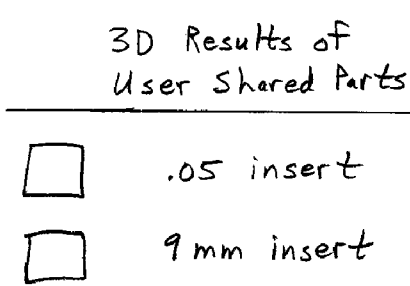 3D Results of
User Shared Parts
.05 insert
9 mm insert